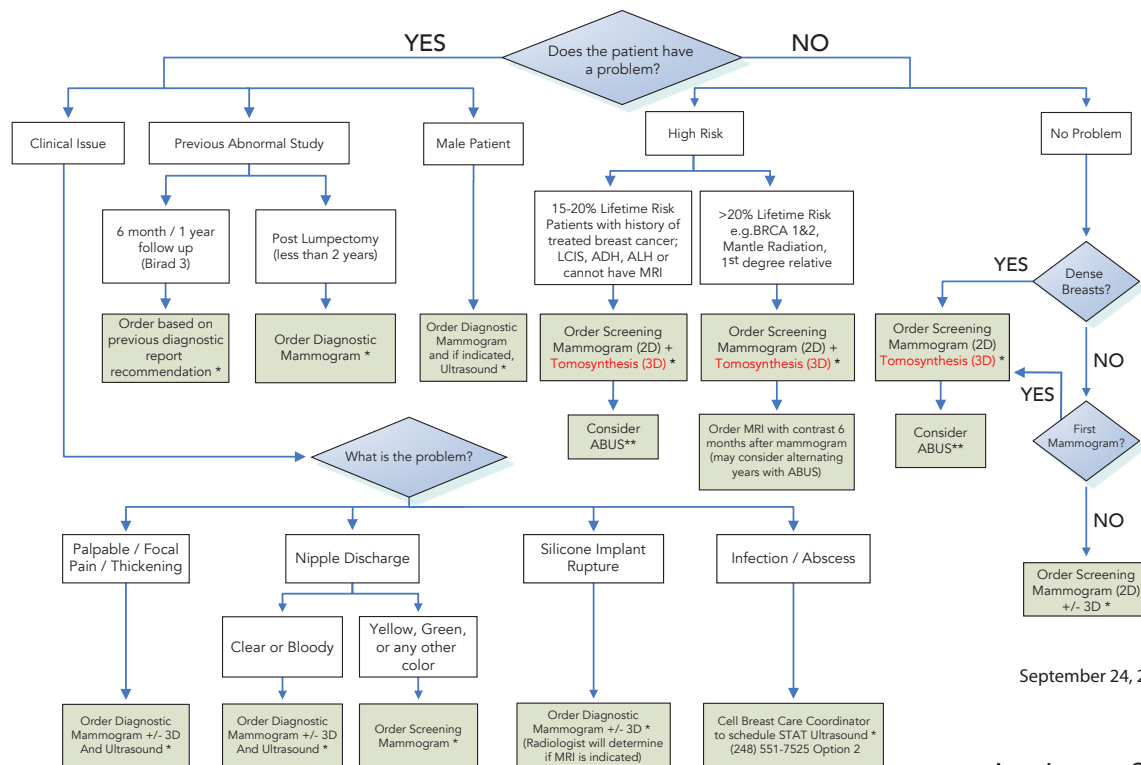 YES
Does the patient have
a problem?
NO
Clinical Issue
Previous Abnormal Study
Male Patient
High Risk
No Problem
6 month / 1 year
follow up
(Birad 3)
Post Lumpectomy
(less than 2 years)
15-20% Lifetime Risk
Patients with history of
treated breast cancer;
LCIS, ADH, ALH or
cannot have MRI
>20% Lifetime Risk
e.g.BRCA 1&2,
Mantle Radiation,
1st degree relative
YES
Dense
Breasts?
Order based on
previous diagnostic
report
recommendation *
Order Diagnostic
Mammogram *
Order Diagnostic
Mammogram
and if indicated,
Ultrasound *
Order Screening
Mammogram (2D) +
Tomosynthesis (3D) *
Order Screening
Mammogram (2D) +
Tomosynthesis (3D) *
Order Screening
Mammogram (2D)
Tomosynthesis (3D) *
NO
YES
Consider
ABUS**
Order MRI with contrast 6
months after mammogram
(may consider alternating
years with ABUS)
Consider
ABUS**
First
Mammogram?
What is the problem?
NO
Palpable / Focal
Pain / Thickening
Nipple Discharge
Silicone Implant
Rupture
Infection / Abscess
Order Screening
Mammogram (2D)
+/- 3D *
Clear or Bloody
Yellow, Green,
or any other
color
September 24, 2
Order Diagnostic
Mammogram +/- 3D
And Ultrasound *
Order Diagnostic
Mammogram +/- 3D
And Ultrasound *
Order Screening
Mammogram *
Order Diagnostic
Mammogram +/- 3D *
(Radiologist will determine
if MRI is indicated)
Cell Breast Care Coordinator
to schedule STAT Ultrasound *
(248) 551-7525 Option 2